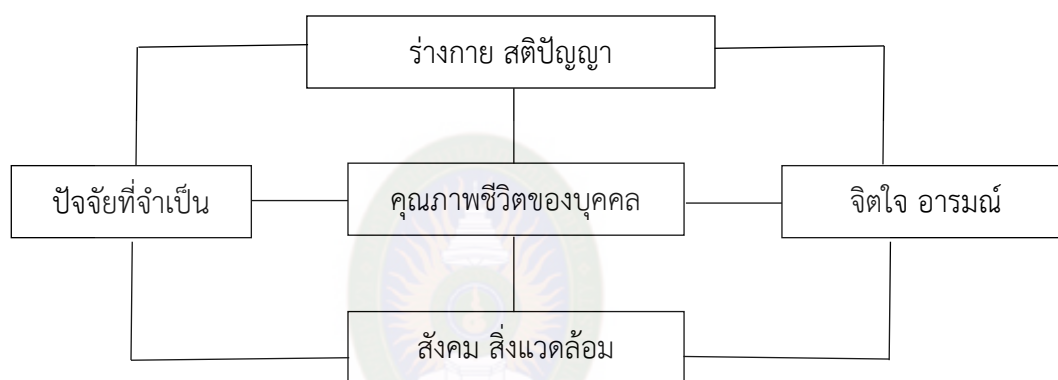 ร่างกาย สติปัญญา
ปัจจัยที่จำเป็น
คุณภาพชีวิตของบุคคล
จิตใจ อารมณ์
สังคม สิ่งแวดล้อม